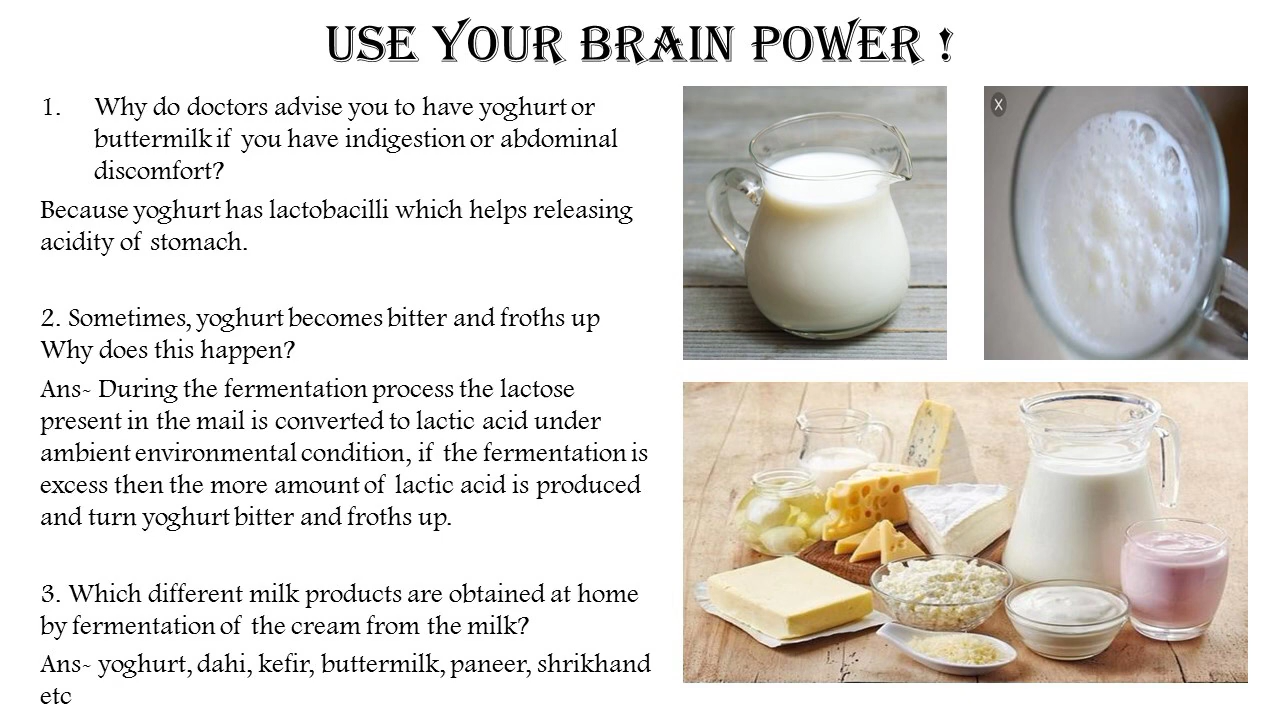 USE YOUR BRAIN POWER !
1. Why do doctors advise you to have yoghurt or
buttermilk if you have indigestion or abdominal
discomfort?
Because yoghurt has lactobacilli which helps releasing
acidity of stomach.
2. Sometimes, yoghurt becomes bitter and froths up
Why does this happen?
Ans- During the fermentation process the lactose
present in the mail is converted to lactic acid under
ambient environmental condition, if the fermentation is
excess then the more amount of lactic acid is produced
and turn yoghurt bitter and froths up.
3. Which different milk products are obtained at home
by fermentation of the cream from the milk?
Ans- yoghurt, dahi, kefir, buttermilk, paneer, shrikhand
etc
X